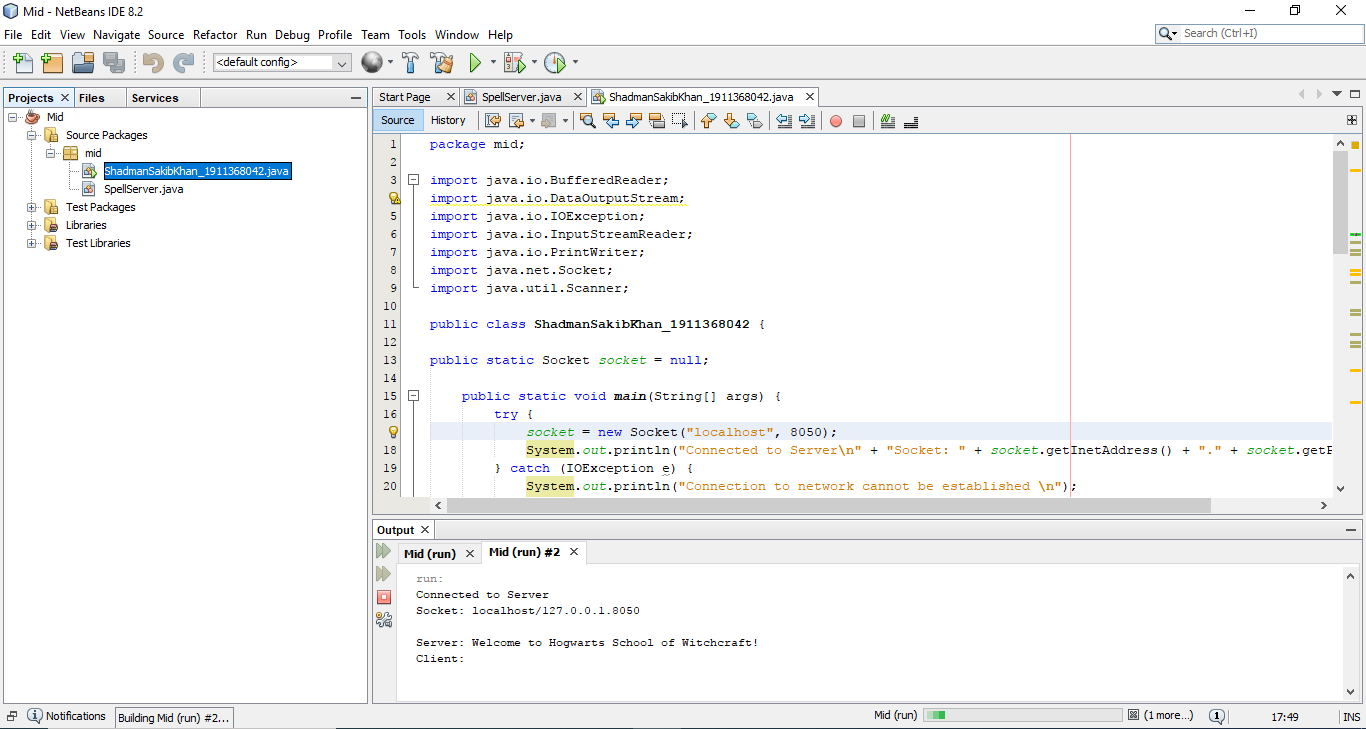 Mid - NetBeans IDE 8.2
File Edit View Navigate Source Refactor Run Debug Profile Team Tools Window Help
Search (Ctrl+I)
<default config>
Projects Files Services
Mid
Source Packages
mid
ShadmanSakibKhan_1911368042.java
SpellServer.java
Test Packages
Libraries
Test Libraries
Start Page SpellServer.java ShadmanSakibKhan_1911368042.java
Source History
1 package mid;
2
3 import java.io.BufferedReader;
import java.io.DataOutputStream;
5 import java.io.IOException;
6 import java.io.InputStreamReader;
7 import java.io.PrintWriter;
8 import java.net.Socket;
9 import java.util.Scanner;
10
11 public class ShadmanSakibKhan_1911368042 {
12
13 public static Socket socket = null;
14
15 public static void main(String[] args) {
16 try {
socket = new Socket("localhost", 8050);
18 System.out.println("Connected to Server\n" + "Socket: " + socket.getInetAddress() + "." + socket.getP
19 } catch (IOException e) {
20 System.out.println("Connection to network cannot be established \n");
Output
Mid (run) Mid (run) #2
run:
Connected to Server
Socket: localhost/127.0.0.1.8050
Server: Welcome to Hogwarts School of Witchcraft!
Client:
Notifications Building Mid (run) #2... Mid (run) (1 more...) 1 17:49 INS